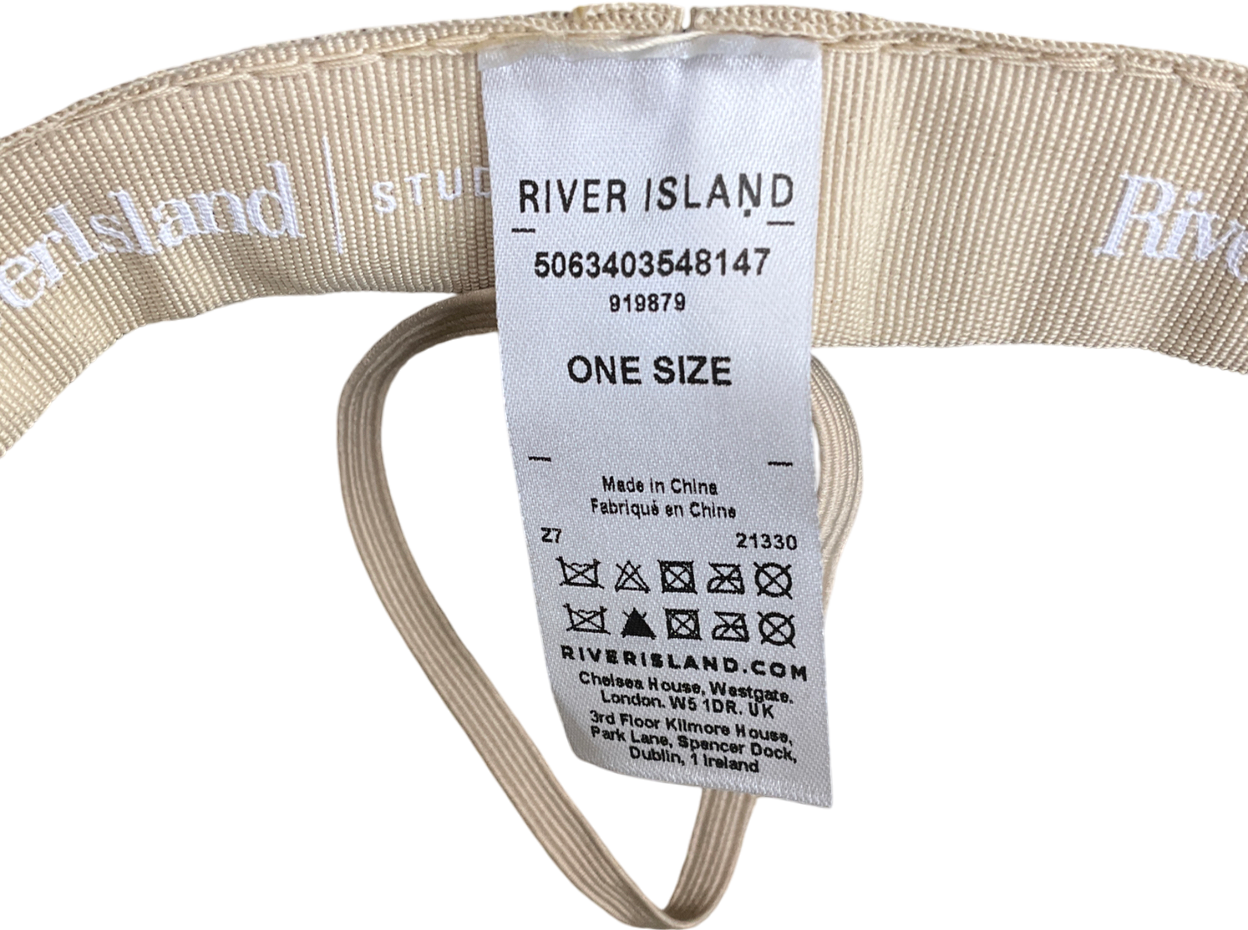 erIsland | STUD
RIVER ISLAND
Rive
5063403548147
919879
ONE SIZE
Made in China
Fabriqué en Chine
Z7 21330
RIVERISLAND.COM
Chelsea House, Westgate.
London. W5 1DR. UK
3rd Floor Kilmore House,
Park Lane, Spencer Dock,
Dublin, 1 Ireland